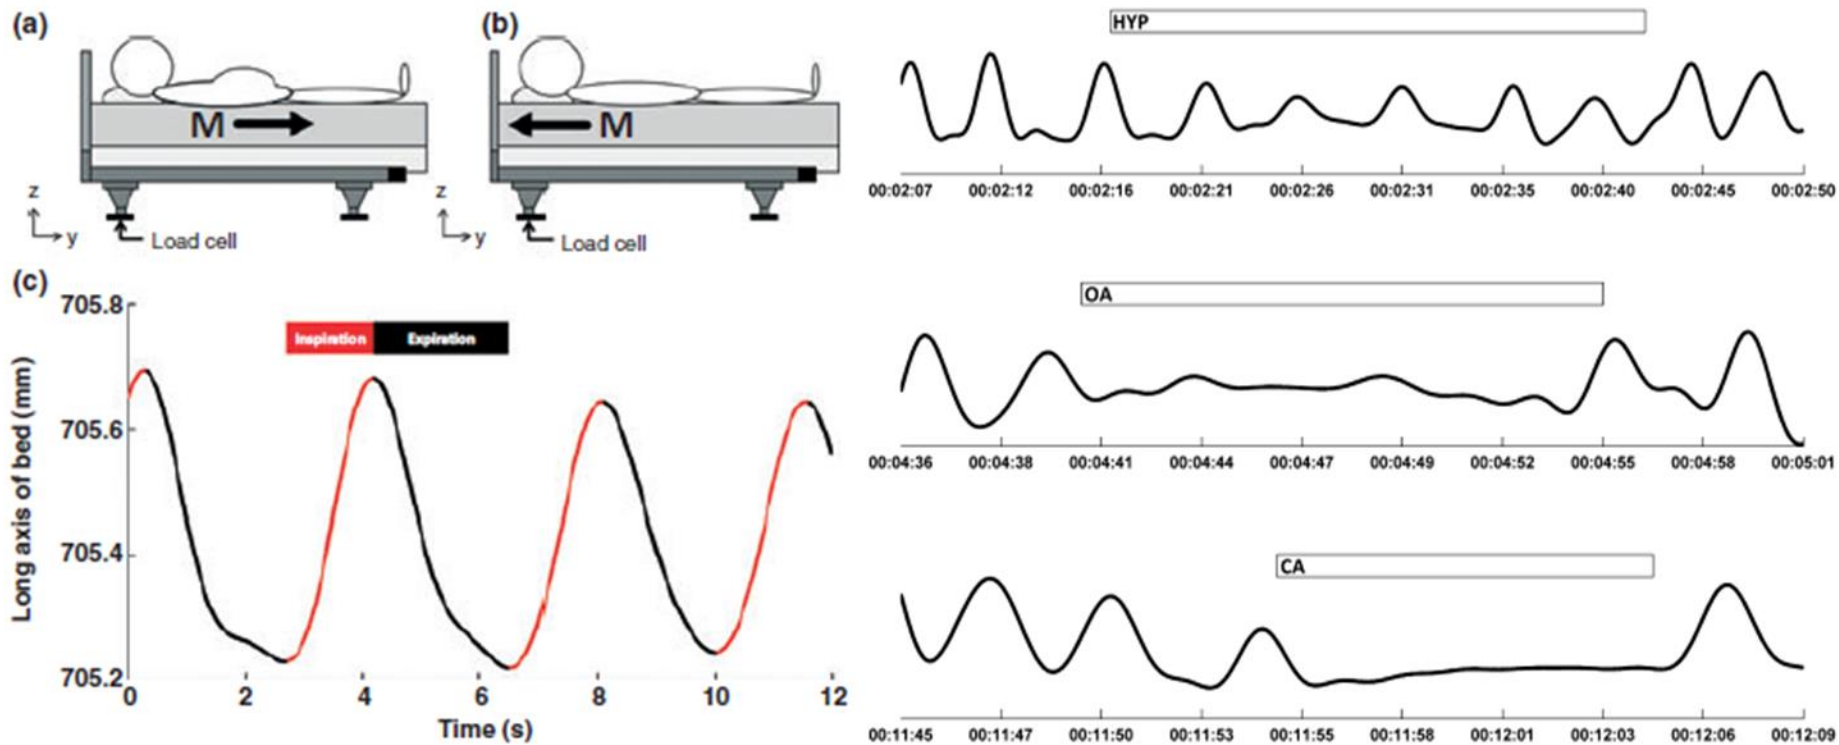 (a)
(b)
M
M
z
y
Load cell
z
y
Load cell
(c)
Long axis of bed (mm)
705.8
705.6
705.4
705.2
Inspiration
Expiration
0 2 4 6 8 10 12
Time (s)
HYP
00:02:07 00:02:12 00:02:16 00:02:21 00:02:26 00:02:31 00:02:35 00:02:40 00:02:45 00:02:50
OA
00:04:36 00:04:38 00:04:41 00:04:44 00:04:47 00:04:49 00:04:52 00:04:55 00:04:58 00:05:01
CA
00:11:45 00:11:47 00:11:50 00:11:53 00:11:55 00:11:58 00:12:01 00:12:03 00:12:06 00:12:09